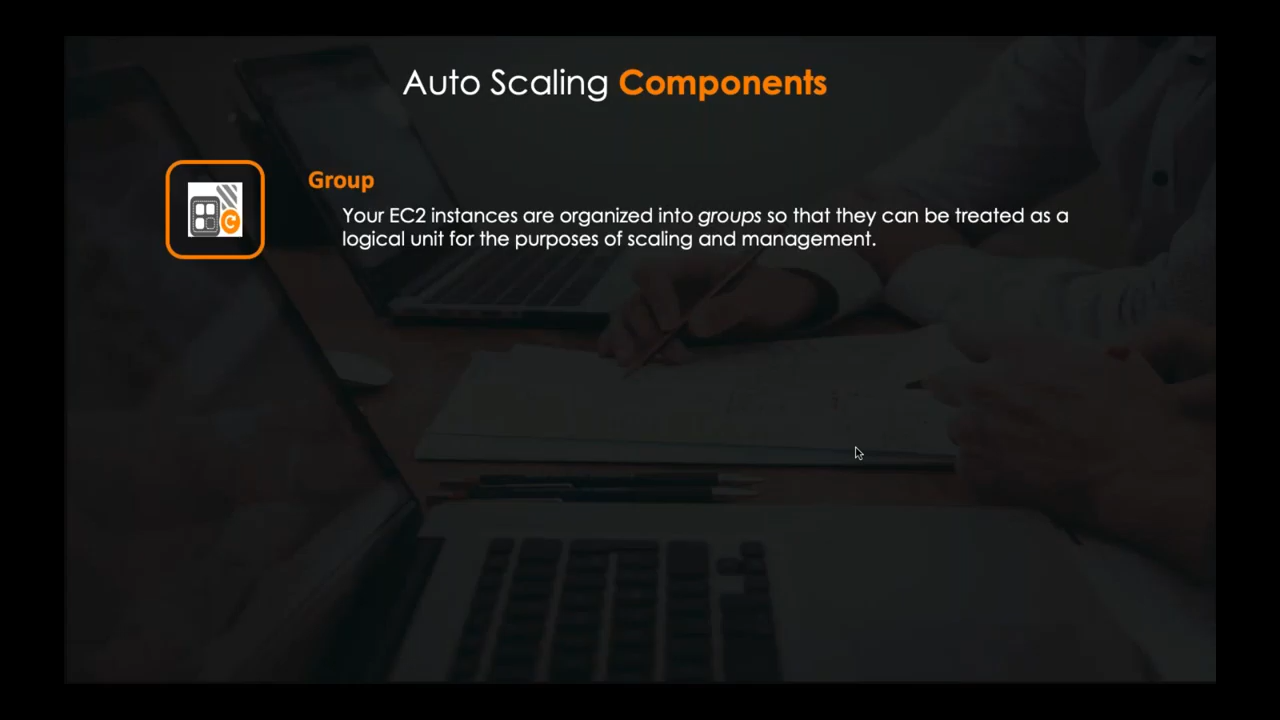 Auto Scaling Components
Group
Your EC2 instances are organized into groups so that they can be treated as a
logical unit for the purposes of scaling and management.